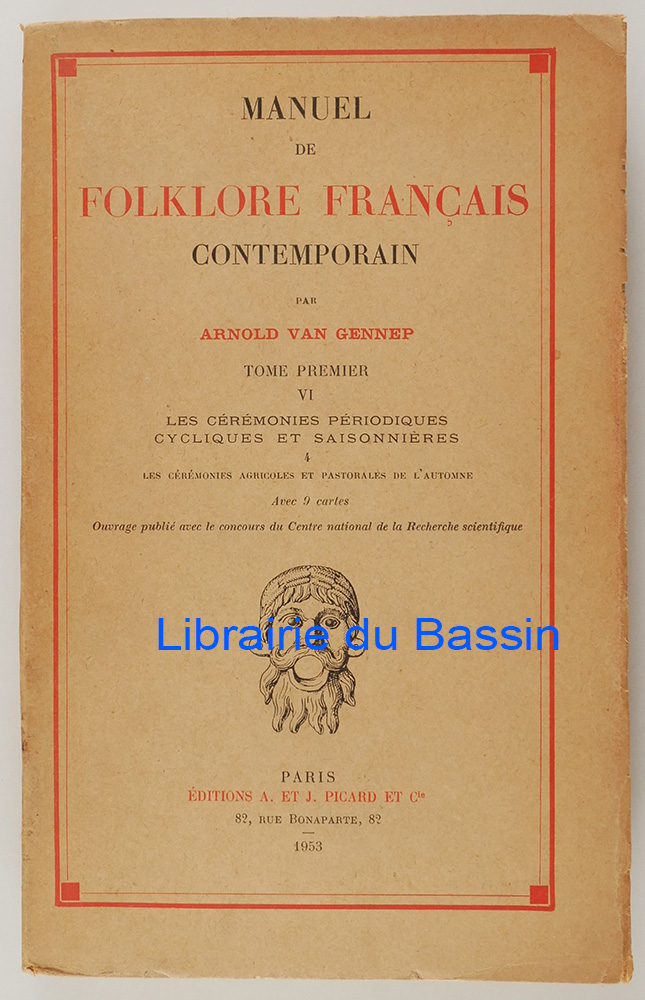 MANUEL
DE
FOLKLORE FRANÇAIS
CONTEMPORAIN
PAR
ARNOLD VAN GENNEP
TOME PREMIER
VI
LES CÉRÉMONIES PÉRIODIQUES
CYCLIQUES ET SAISONNIÈRES
4
LES CÉRÉMONIES AGRICOLES ET PASTORALES DE L'AUTOMNE
Avec 9 cartes
Ouvrage publié avec le concours du Centre national de la Recherche scientifique
Librairie du Bassin
PARIS
ÉDITIONS A. ET J. PICARD ET Cie
82, RUE BONAPARTE, 82
1953